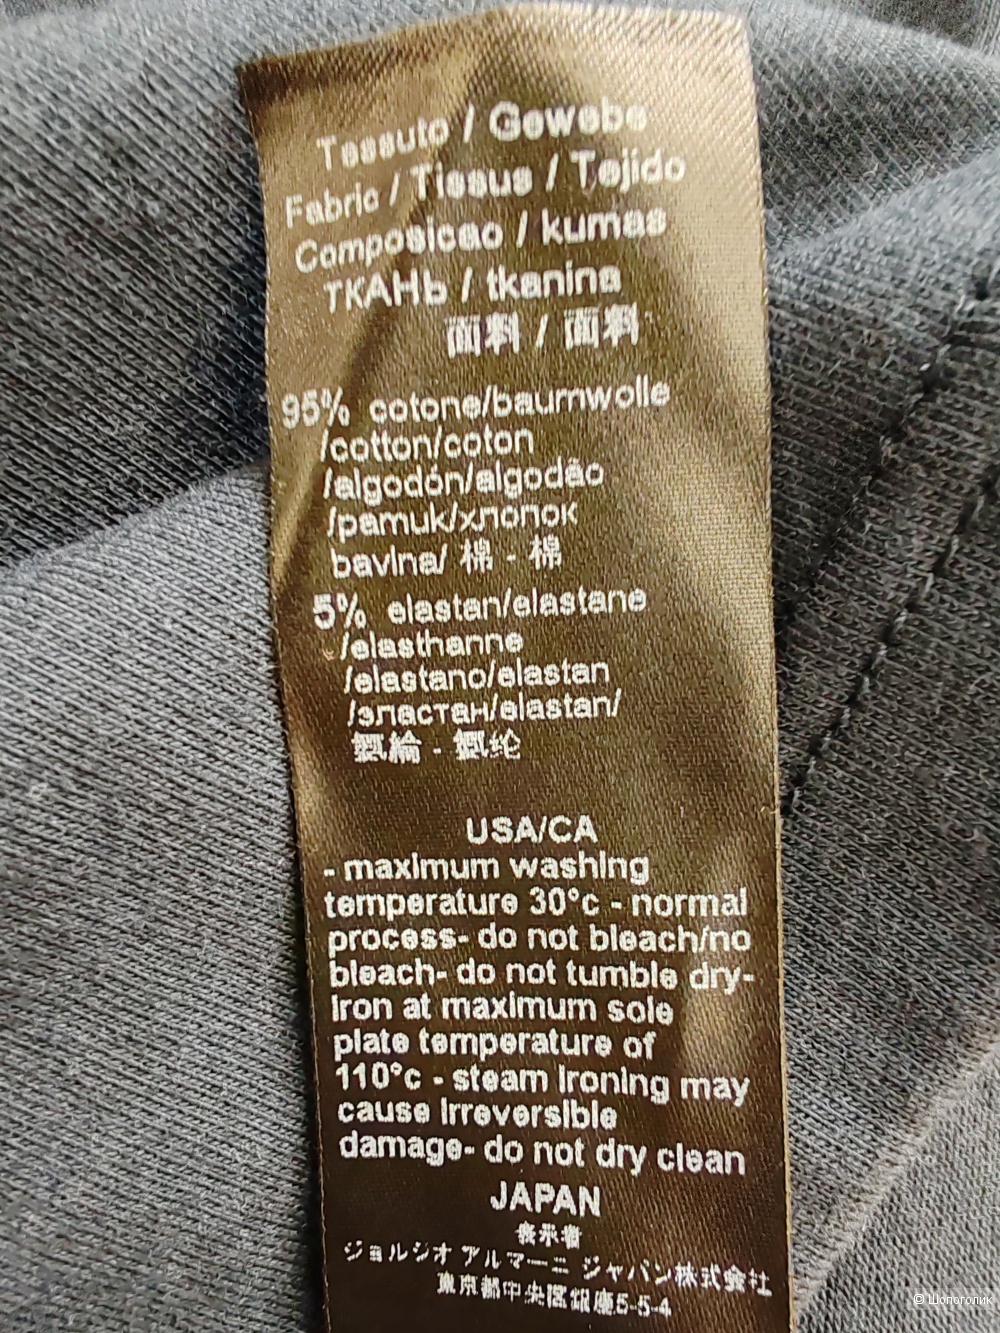 Tessuto / Gewebe
Fabric / Tissue / Tejido
Composicao / kumas
ТКАНЬ / tkanina
面料 / 面料
95% cotone/baumwolle
/cotton/coton
/algodón/algodão
/pamuk/хлопок
bavlna/ 棉 - 棉
5% elastan/elastane
/elasthanne
/elastano/elastan
/эластан/elastan/
氨綸 - 氨纶
USA/CA
- maximum washing
temperature 30°c - normal
process- do not bleach/no
bleach- do not tumble dry-
iron at maximum sole
plate temperature of
110°c - steam ironing may
cause irreversible
damage- do not dry clean
JAPAN
表示者
ジョルジオ アルマーニ ジャパン株式会社
東京都中央区銀座5-5-4
© Шопоголик